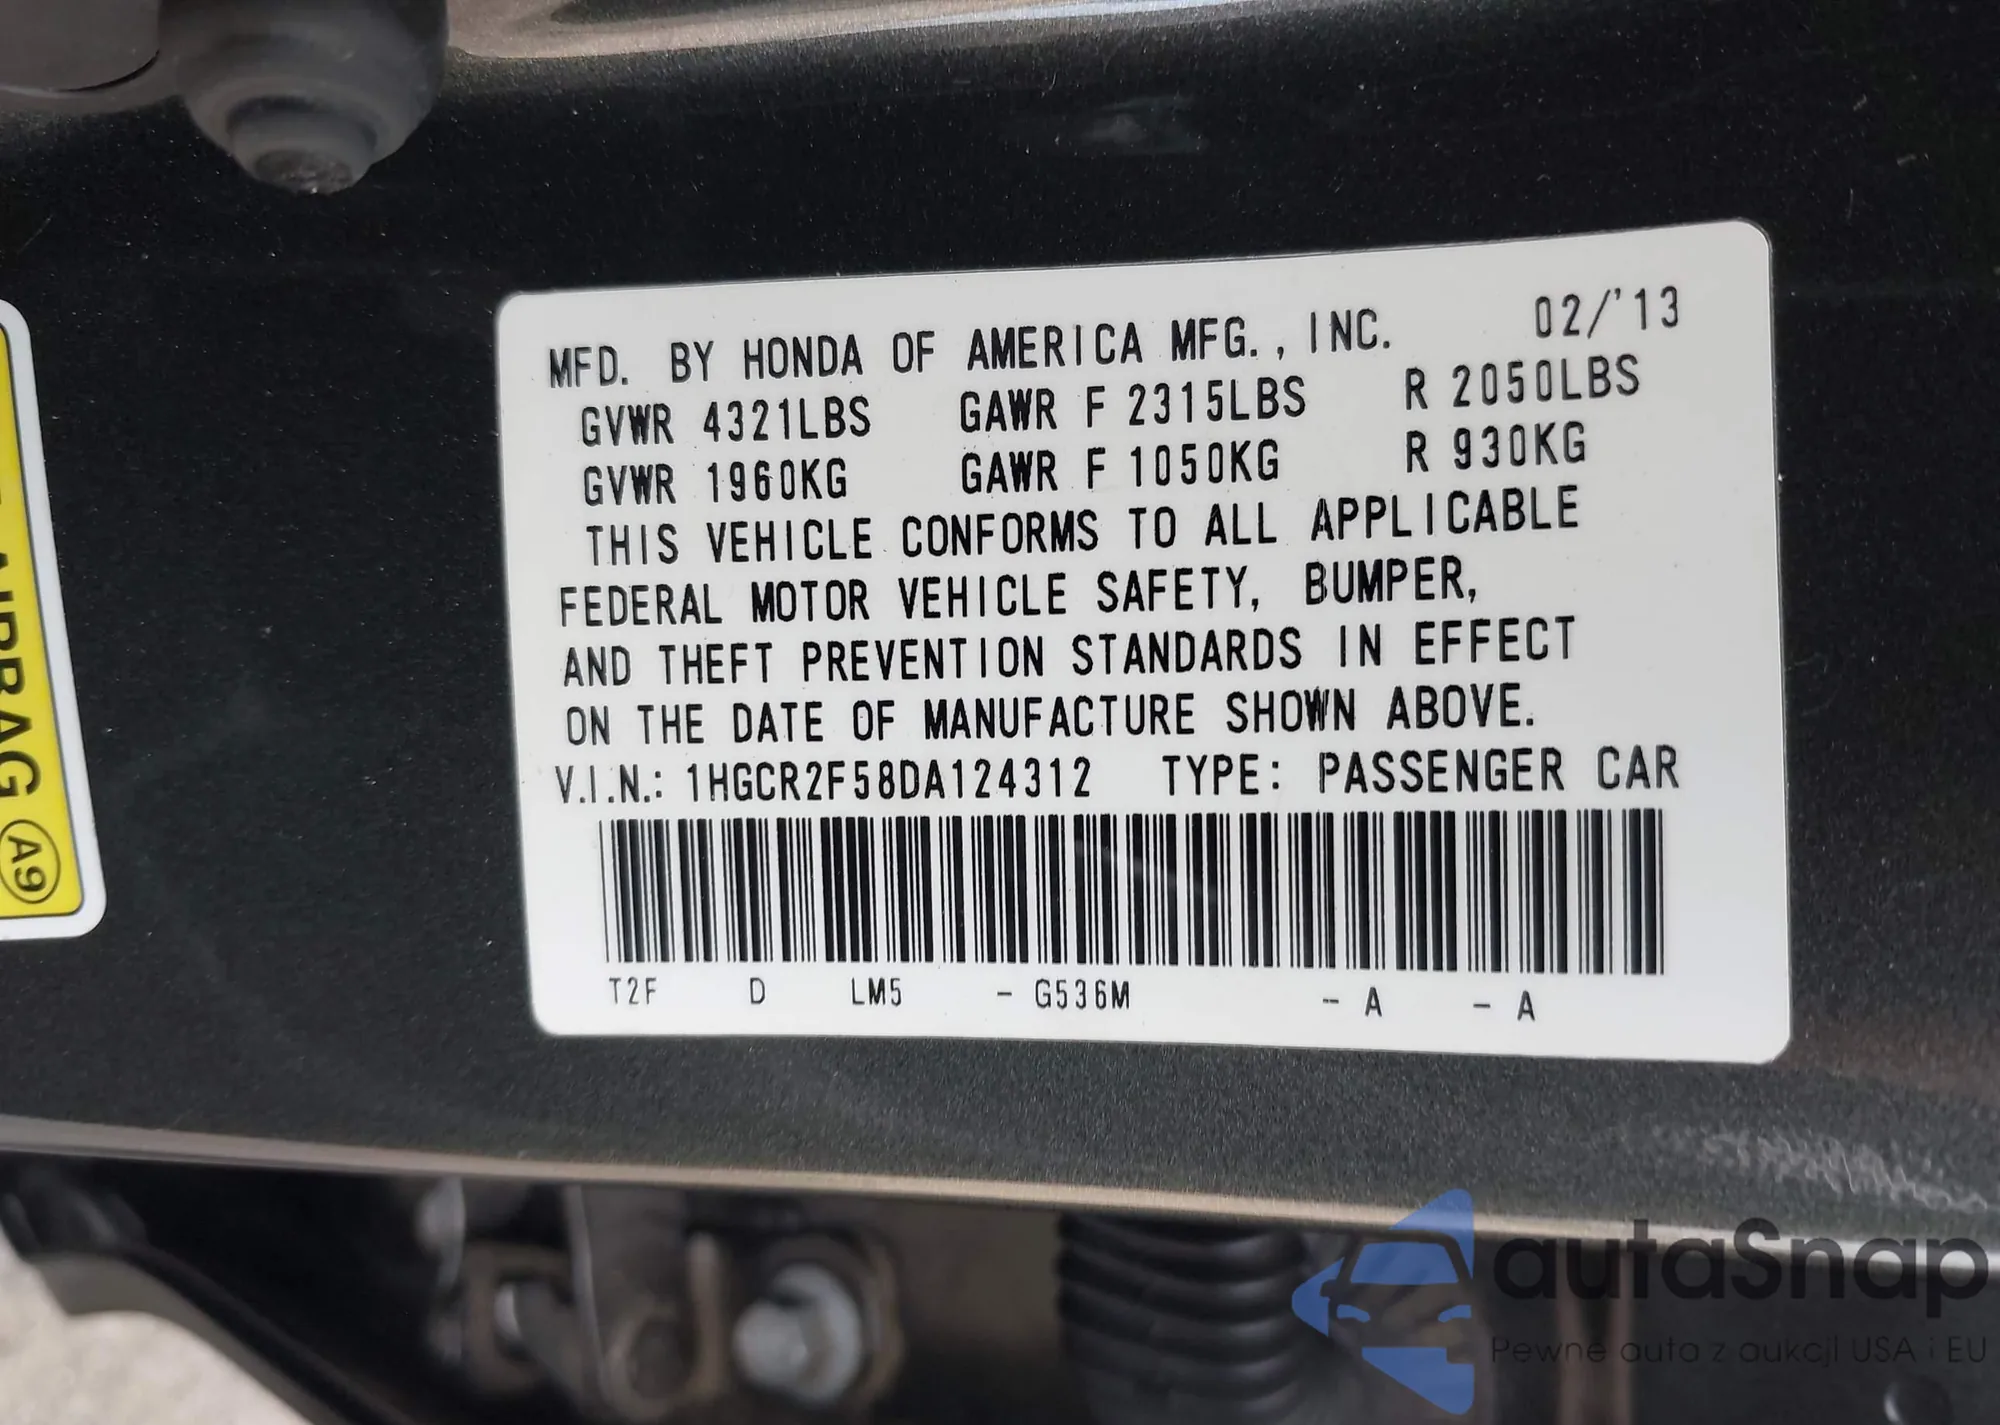 MFD. BY HONDA OF AMERICA MFG., INC. 02/'13
GVWR 4321LBS GAWR F 2315LBS R 2050LBS
GVWR 1960KG GAWR F 1050KG R 930KG
THIS VEHICLE CONFORMS TO ALL APPLICABLE
FEDERAL MOTOR VEHICLE SAFETY, BUMPER,
AND THEFT PREVENTION STANDARDS IN EFFECT
ON THE DATE OF MANUFACTURE SHOWN ABOVE.
V.I.N.: 1HGCR2F58DA124312 TYPE: PASSENGER CAR
T2F D LM5 - G536M - A - A
AIRBAG A9
autaSnap
Pewne auta z aukcji USA i EU